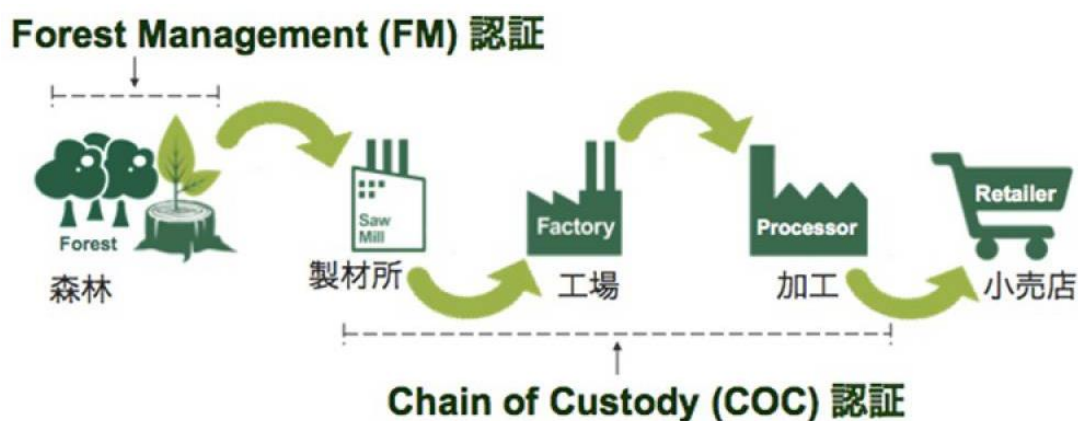 Forest Management (FM) 認証
Forest
森林
Saw
Mill
製材所
Factory
工場
Processor
加工
Retailer
小売店
Chain of Custody (COC) 認証